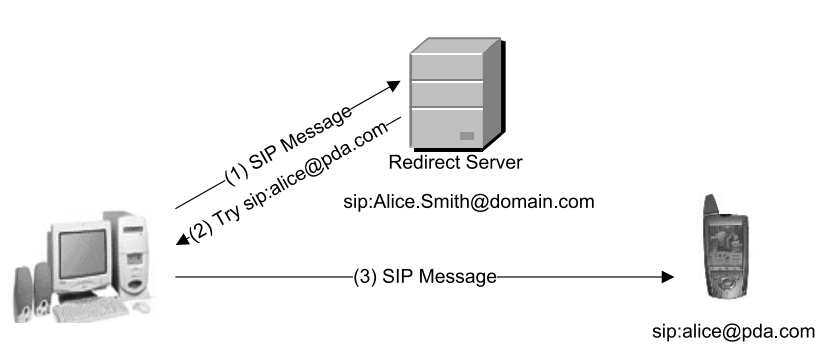 (1) SIP Message
(2) Try sip:alice@pda.com
Redirect Server
sip:Alice.Smith@domain.com
(3) SIP Message
sip:alice@pda.com